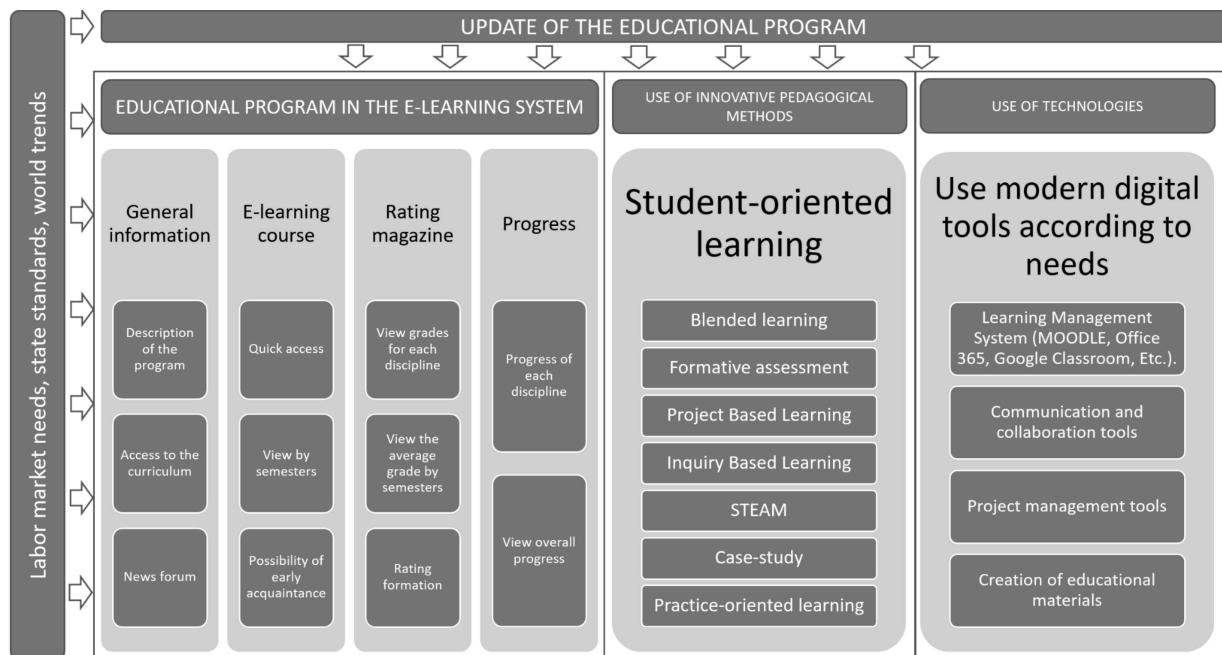 Labor market needs, state standards, world trends
UPDATE OF THE EDUCATIONAL PROGRAM
EDUCATIONAL PROGRAM IN THE E-LEARNING SYSTEM
General
information
Description
of the
program
Access to the
curriculum
News forum
E-learning
course
Quick access
View by
semesters
Possibility of
early
acquaintance
Rating
magazine
View grades
for each
discipline
View the
average
grade by
semesters
Rating
formation
Progress
Progress of
each
discipline
View overall
progress
USE OF INNOVATIVE PEDAGOGICAL
METHODS
Student-oriented
learning
Blended learning
Formative assessment
Project Based Learning
Inquiry Based Learning
STEAM
Case-study
Practice-oriented learning
USE OF TECHNOLOGIES
Use modern digital
tools according to
needs
Learning Management
System (MOODLE, Office
365, Google Classroom, Etc.).
Communication and
collaboration tools
Project management tools
Creation of educational
materials